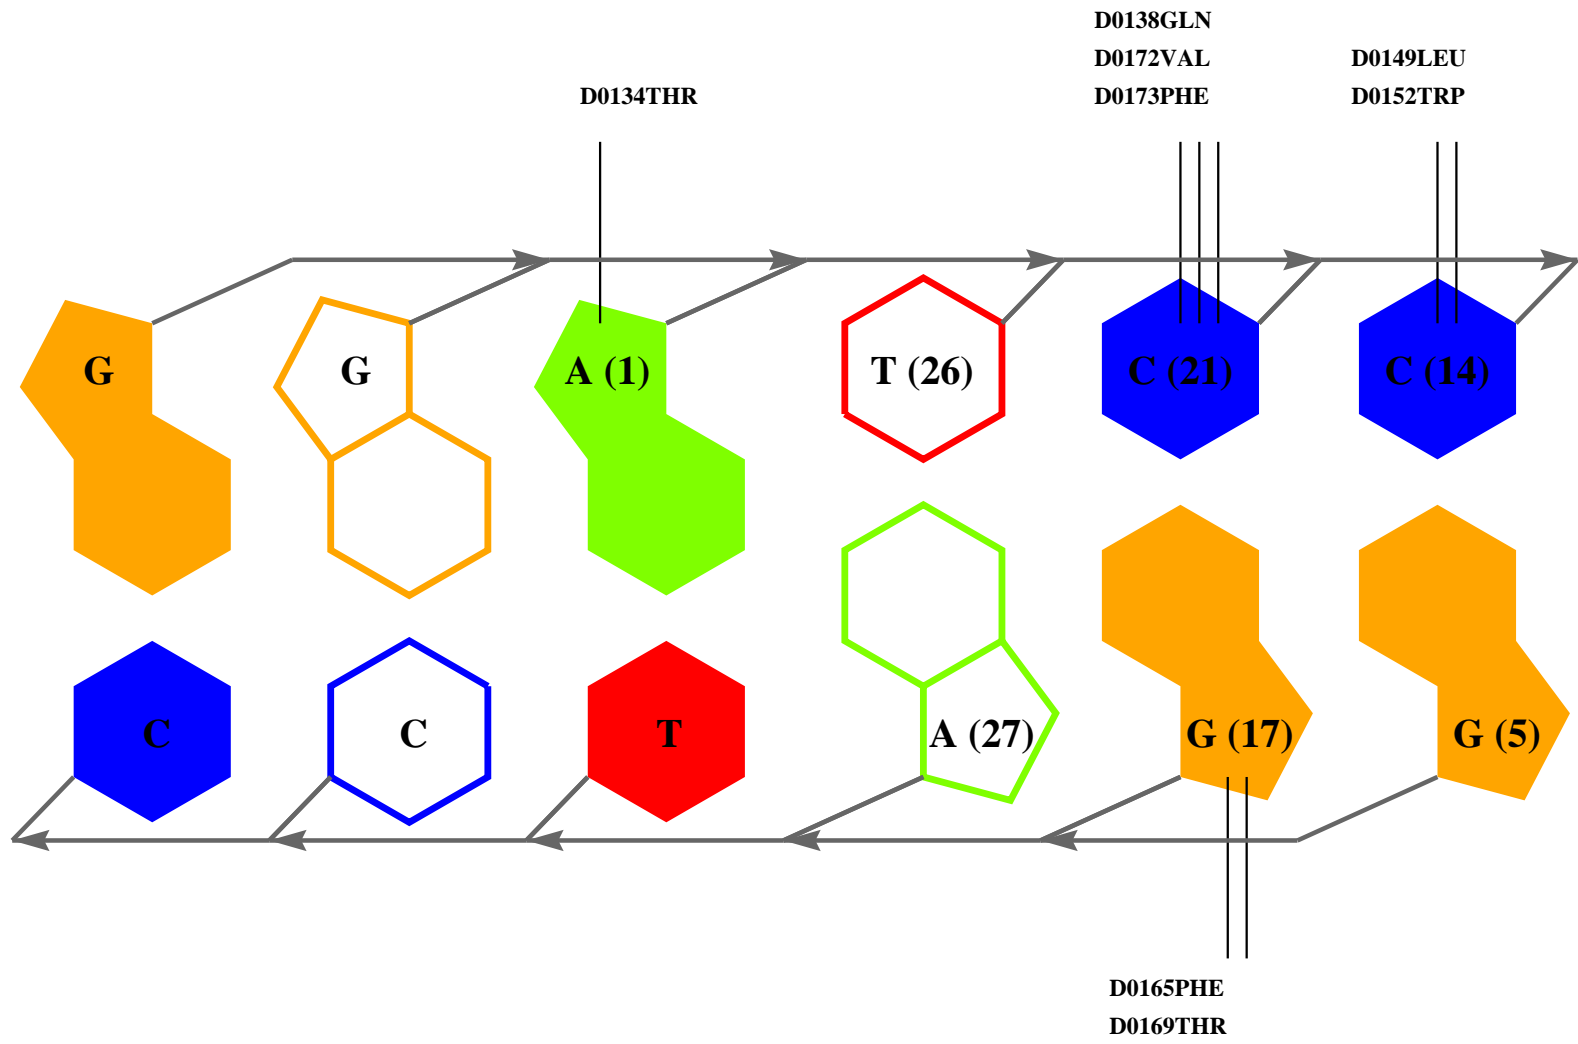 D0138GLN
D0172VAL
D0149LEU
D0134THR
D0173PHE
D0152TRP
G
G
A (1)
T (26)
C (21)
C (14)
C
C
T
A (27)
G (17)
G (5)
D0165PHE
D0169THR